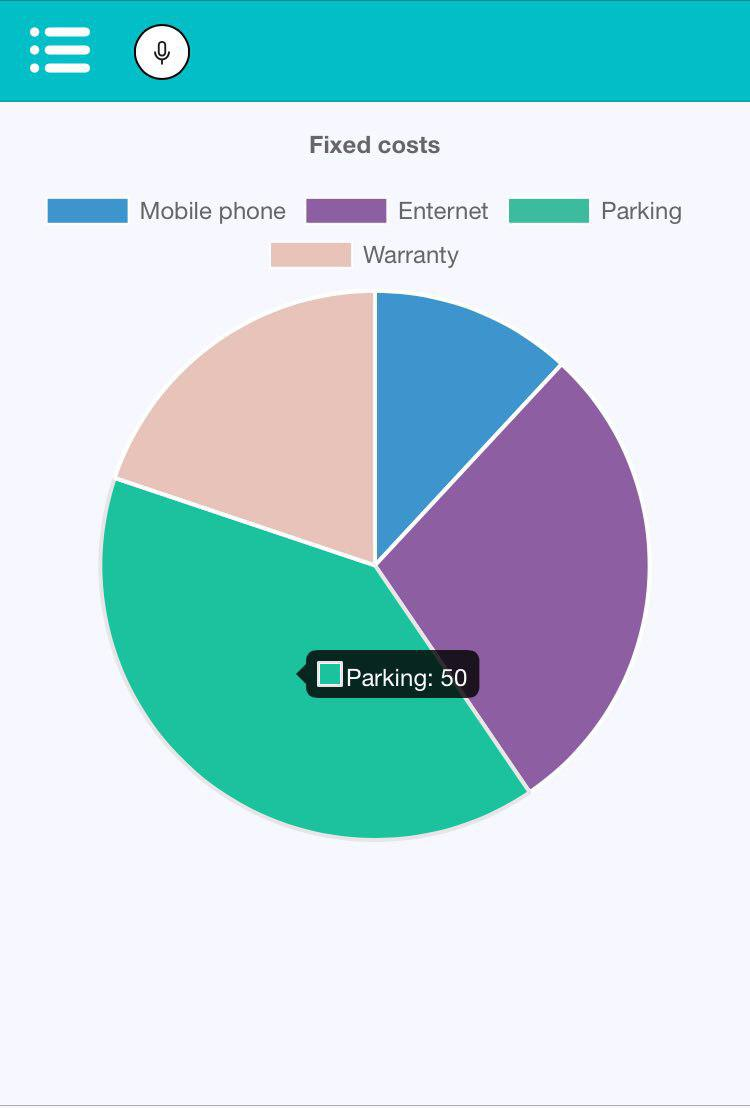 Fixed costs
Mobile phone Enternet Parking
Warranty
Parking: 50